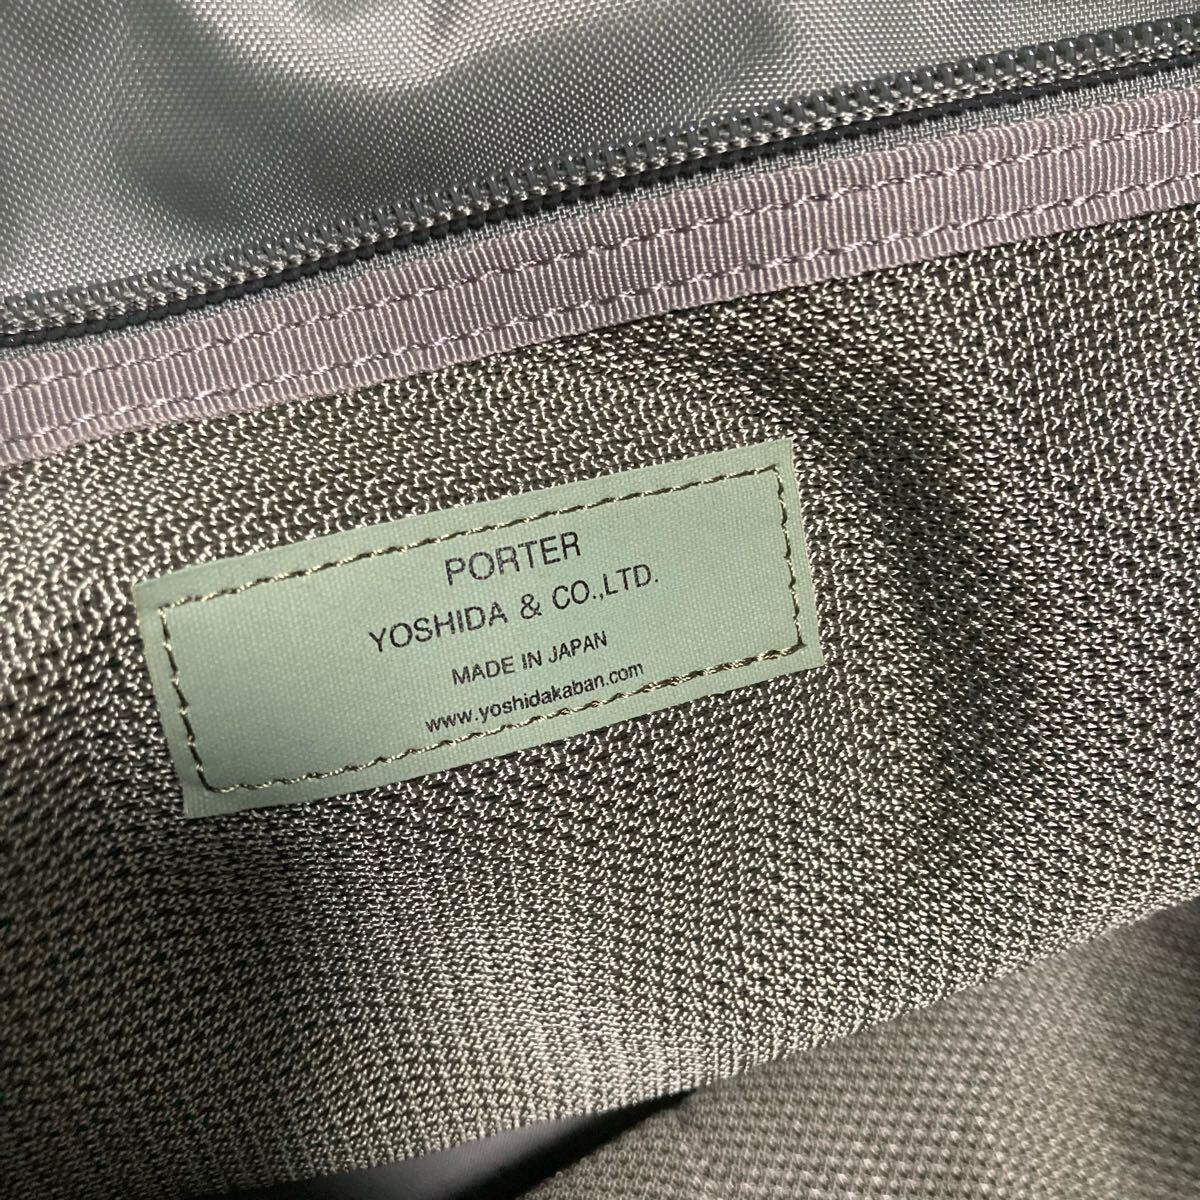 PORTER
YOSHIDA & CO.,LTD.
MADE IN JAPAN
www.yoshidakaban.com